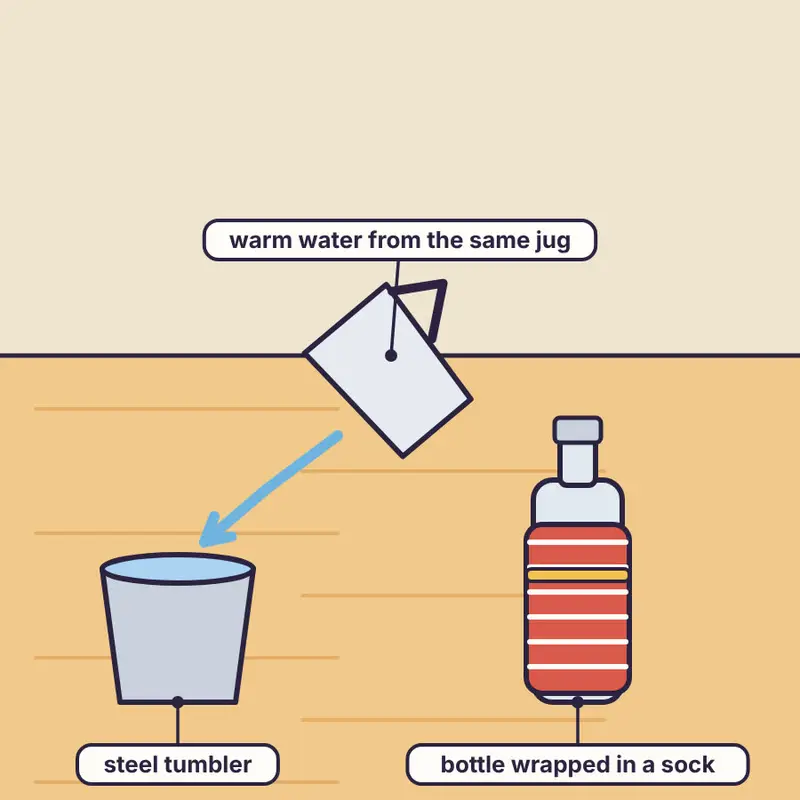 warm water from the same jug
steel tumbler
bottle wrapped in a sock